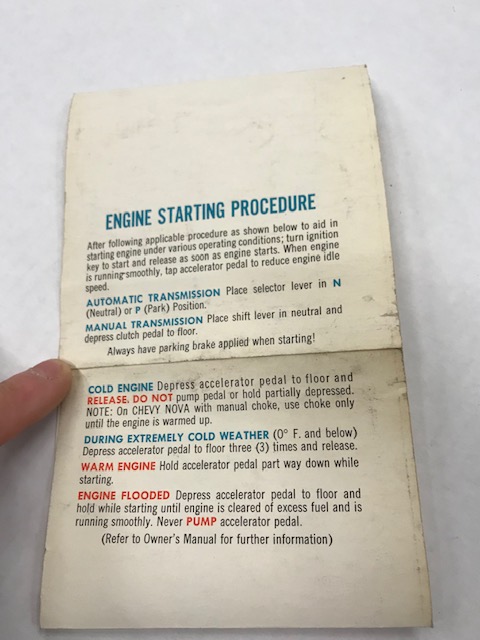 ENGINE STARTING PROCEDURE
After following applicable procedure as shown below to aid in
starting engine under various operating conditions; turn ignition
key to start and release as soon as engine starts. When engine
is running smoothly, tap accelerator pedal to reduce engine idle
speed.
AUTOMATIC TRANSMISSION Place selector lever in N
(Neutral) or P (Park) Position.
MANUAL TRANSMISSION Place shift lever in neutral and
depress clutch pedal to floor.
Always have parking brake applied when starting!
COLD ENGINE Depress accelerator pedal to floor and
RELEASE. DO NOT pump pedal or hold partially depressed.
NOTE: On CHEVY NOVA with manual choke, use choke only
until the engine is warmed up.
DURING EXTREMELY COLD WEATHER (0° F. and below)
Depress accelerator pedal to floor three (3) times and release.
WARM ENGINE Hold accelerator pedal part way down while
starting.
ENGINE FLOODED Depress accelerator pedal to floor and
hold while starting until engine is cleared of excess fuel and is
running smoothly. Never PUMP accelerator pedal.
(Refer to Owner's Manual for further information)